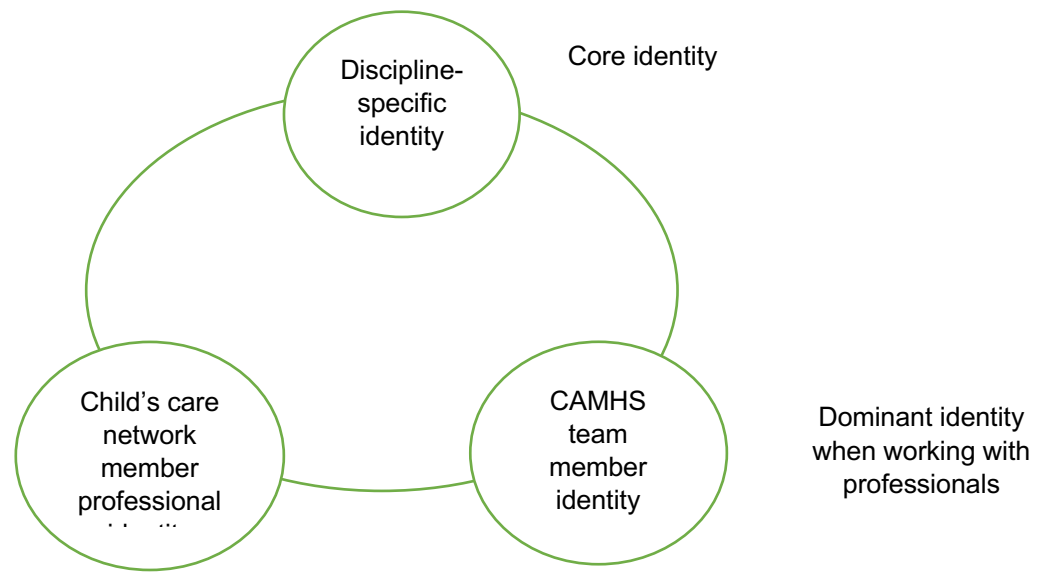 Discipline-
specific
identity
Core identity
Child’s care
network
member
professional
CAMHS
team
member
identity
Dominant identity
when working with
professionals